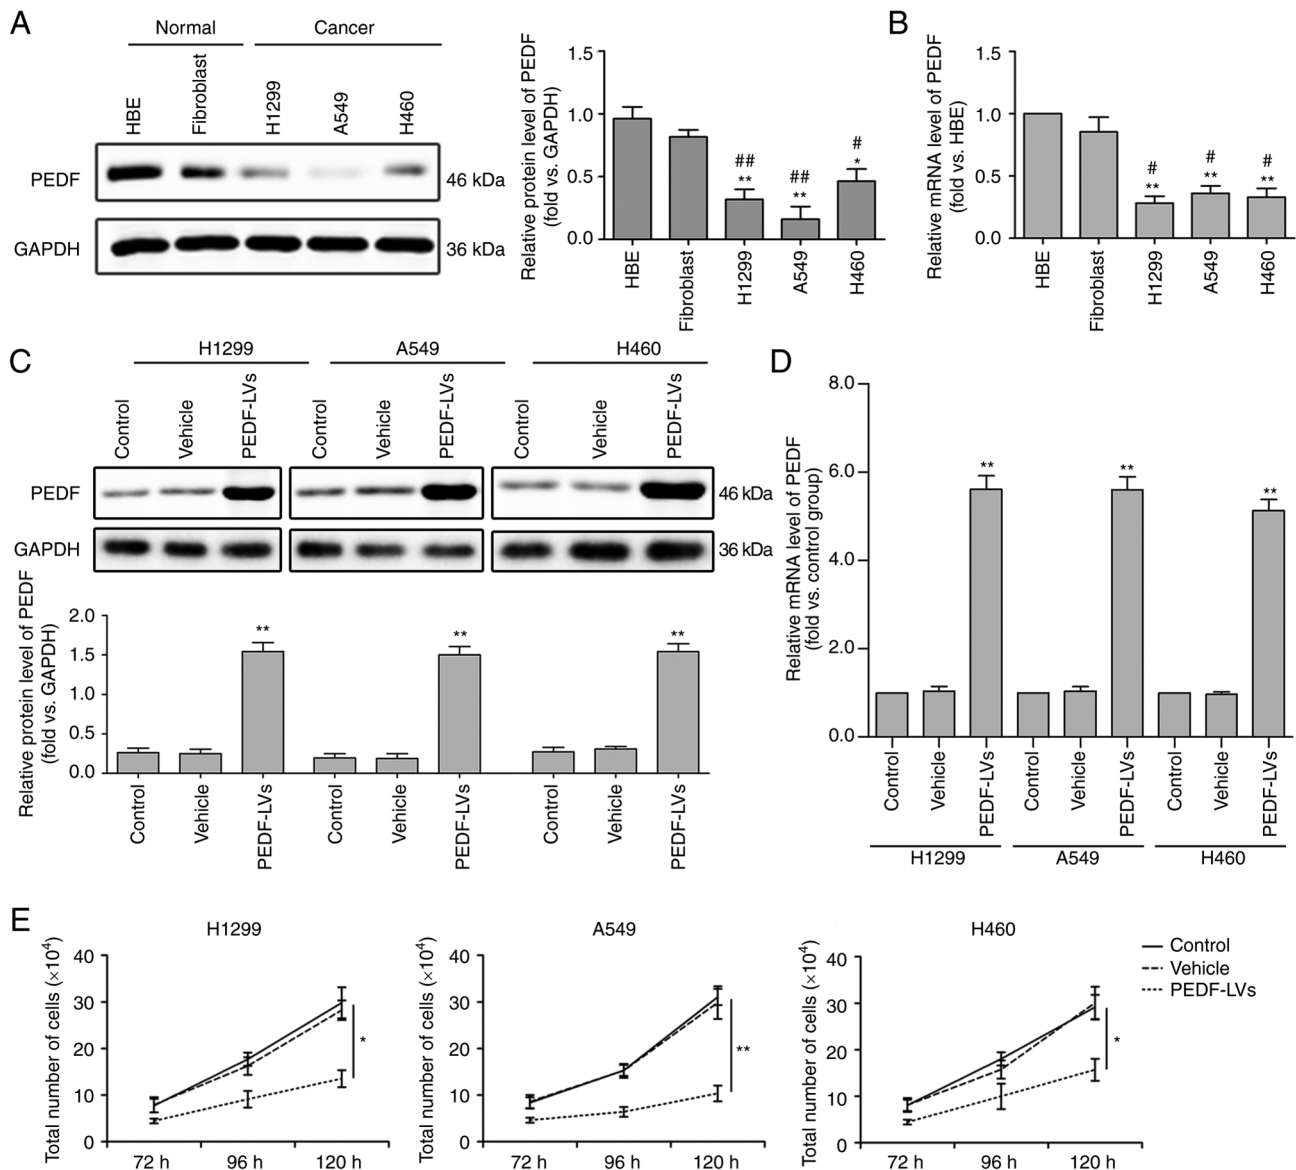 A
Normal
Cancer
HBE
Fibroblast
H1299
A549
H460
PEDF
46 kDa
GAPDH
36 kDa
Relative protein level of PEDF
(fold vs. GAPDH)
1.5
1.0
0.5
0.0
##
**
##
**
#
*
HBE
Fibroblast
H1299
A549
H460
B
Relative mRNA level of PEDF
(fold vs. HBE)
1.5
1.0
0.5
0.0
#
**
#
**
#
**
HBE
Fibroblast
H1299
A549
H460
C
H1299
A549
H460
Control
Vehicle
PEDF-LVs
Control
Vehicle
PEDF-LVs
Control
Vehicle
PEDF-LVs
PEDF
46 kDa
GAPDH
36 kDa
Relative protein level of PEDF
(fold vs. GAPDH)
2.0
1.5
1.0
0.5
0.0
**
**
**
Control
Vehicle
PEDF-LVs
Control
Vehicle
PEDF-LVs
Control
Vehicle
PEDF-LVs
D
Relative mRNA level of PEDF
(fold vs. control group)
8.0
6.0
4.0
2.0
0.0
**
**
**
Control
Vehicle
PEDF-LVs
Control
Vehicle
PEDF-LVs
Control
Vehicle
PEDF-LVs
H1299
A549
H460
E
H1299
Total number of cells (×10⁴)
40
30
20
10
0
*
72 h
96 h
120 h
A549
Total number of cells (×10⁴)
40
30
20
10
0
**
72 h
96 h
120 h
H460
Total number of cells (×10⁴)
40
30
20
10
0
*
72 h
96 h
120 h
Control
Vehicle
PEDF-LVs